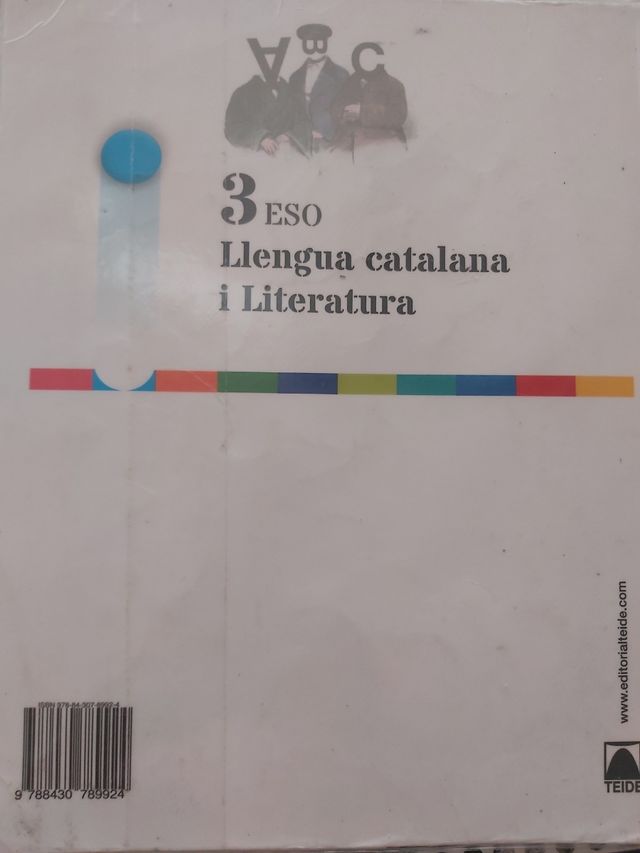 A B C
3 ESO
Llengua catalana
i Literatura
www.editorialteide.com
ISBN 978-84-307-8992-4
9 788430 789924
TEIDE